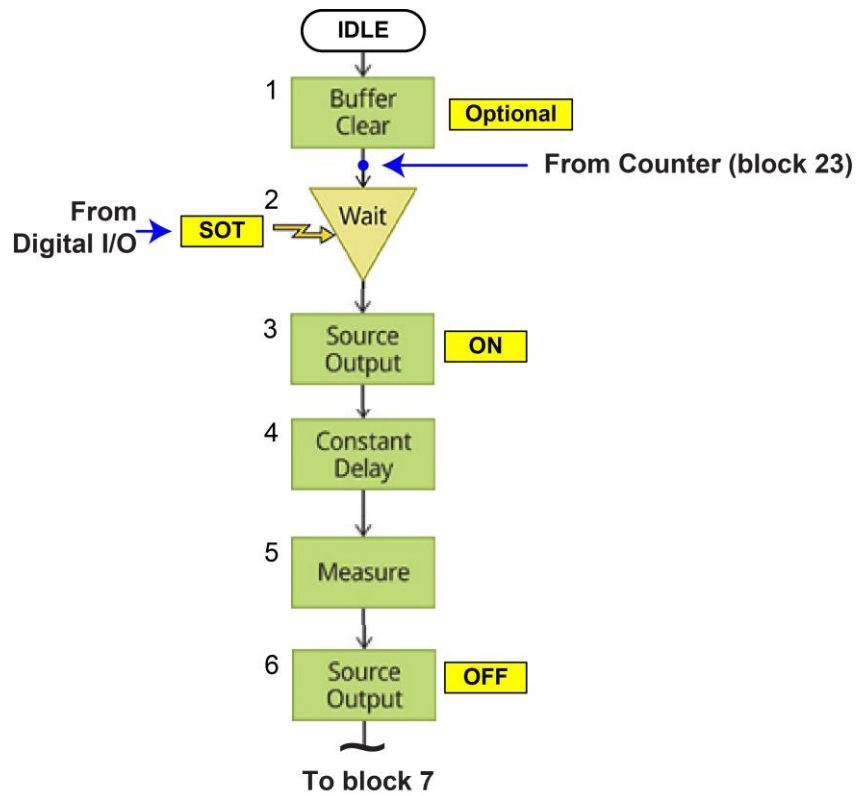 IDLE
1
Buffer
Clear
Optional
From Counter (block 23)
2
Wait
From
Digital I/O
SOT
3
Source
Output
ON
4
Constant
Delay
5
Measure
6
Source
Output
OFF
To block 7